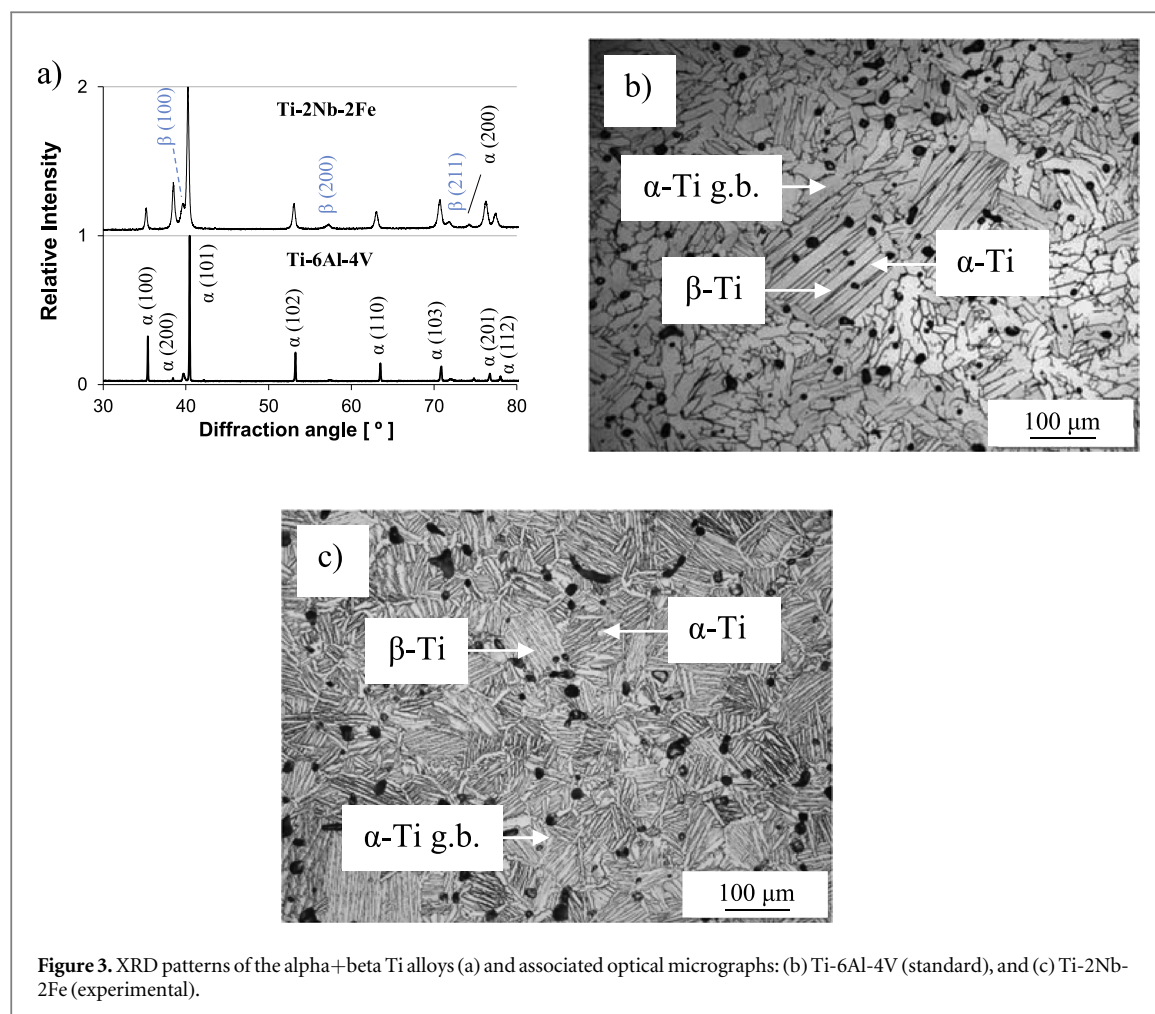 a)
Relative Intensity
2
1
0
Ti-2Nb-2Fe
β (100)
β (200)
β (211)
α (200)
Ti-6Al-4V
α (100)
α (200)
α (101)
α (102)
α (110)
α (103)
α (201)
α (112)
30 40 50 60 70 80
Diffraction angle [ º ]
b)
α-Ti g.b.
β-Ti
α-Ti
100 μm
c)
β-Ti
α-Ti
α-Ti g.b.
100 μm
Figure 3. XRD patterns of the alpha+beta Ti alloys (a) and associated optical micrographs: (b) Ti-6Al-4V (standard), and (c) Ti-2Nb-
2Fe (experimental).